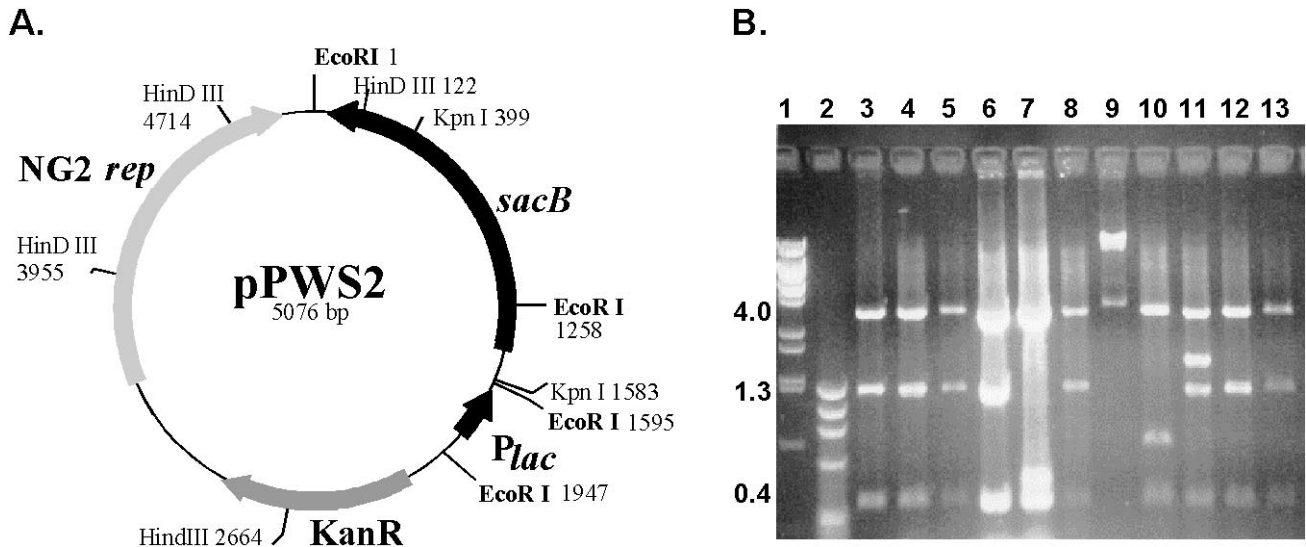 A.
B.
EcoRI 1
HinD III 122
HinD III
4714
Kpn I 399
NG2 rep
sacB
HinD III
3955
pPWS2
5076 bp
EcoR I
1258
Kpn I 1583
EcoR I 1595
Plac
EcoR I 1947
HindIII 2664
KanR
1 2 3 4 5 6 7 8 9 10 11 12 13
4.0
1.3
0.4